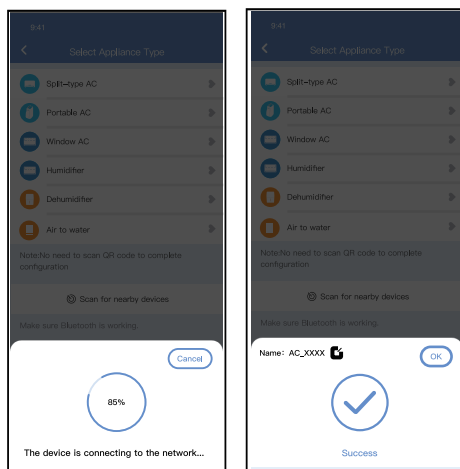 9:41
Select Appliance Type
Split-type AC
Portable AC
Window AC
Humidifier
Dehumidifier
Air to water
Note:No need to scan QR code to complete
configuration
Scan for nearby devices
Make sure Bluetooth is working.
Cancel
85%
The device is connecting to the network...
9:41
Select Appliance Type
Split-type AC
Portable AC
Window AC
Humidifier
Dehumidifier
Air to water
Note:No need to scan QR code to complete
configuration
Scan for nearby devices
Make sure Bluetooth is working.
Name: AC_XXXX
OK
Success